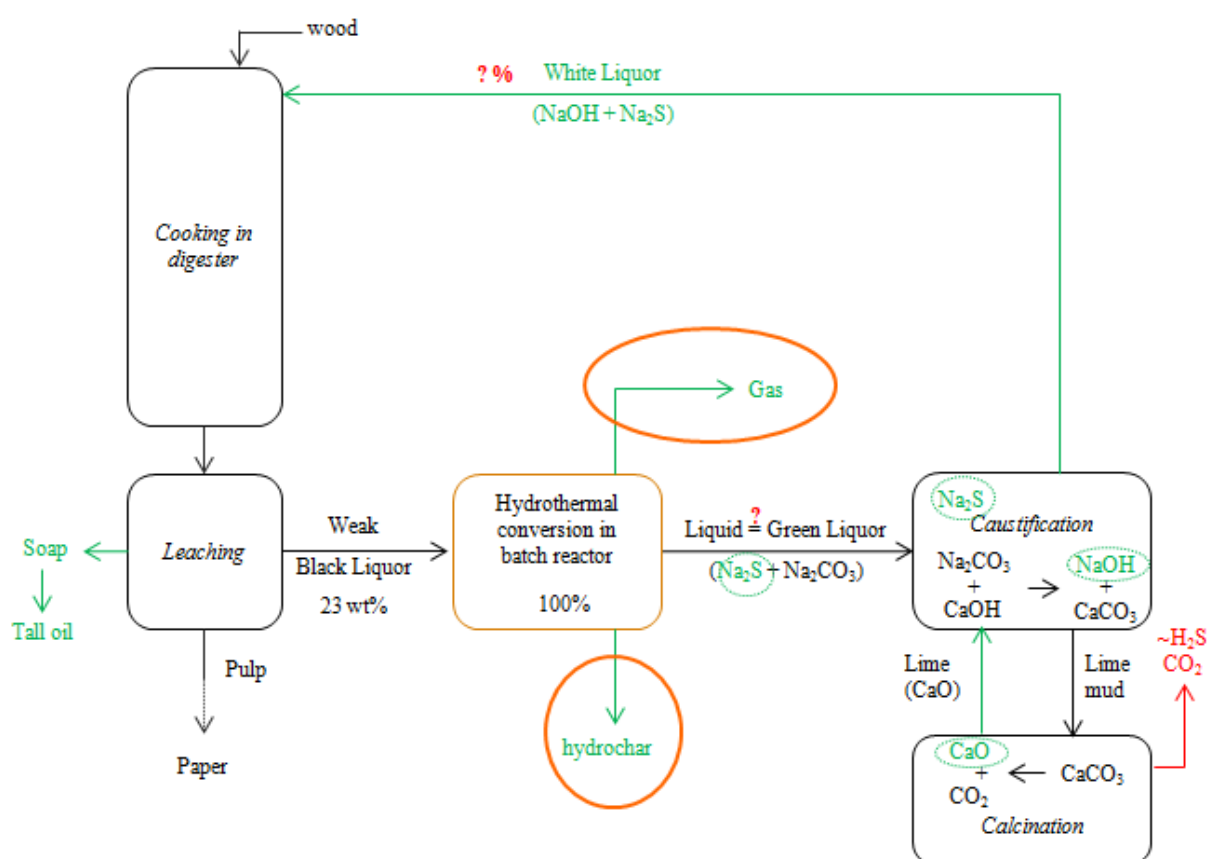 wood
? % White Liquor
(NaOH + Na₂S)
Cooking in
digester
Gas
Leaching
Soap
Tall oil
Weak
Black Liquor
23 wt%
Hydrothermal
conversion in
batch reactor
100%
?
Liquid = Green Liquor
(Na₂S + Na₂CO₃)
Na₂S
Caustification
Na₂CO₃
+
CaOH
NaOH
+
CaCO₃
Pulp
Paper
hydrochar
Lime
(CaO)
Lime
mud
~H₂S
CO₂
CaO
+
CO₂
CaCO₃
Calcination